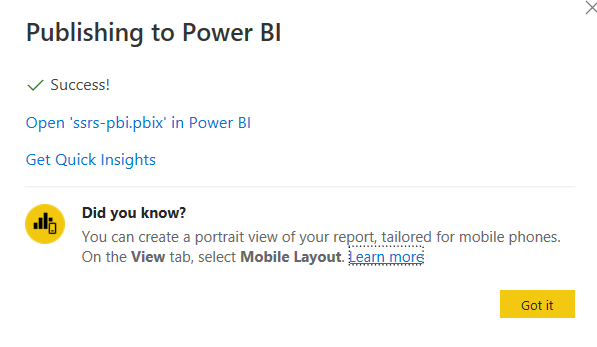 Publishing to Power BI
Success!
Open 'ssrs-pbi.pbix' in Power BI
Get Quick Insights
Did you know?
You can create a portrait view of your report, tailored for mobile phones.
On the View tab, select Mobile Layout. Learn more
Got it